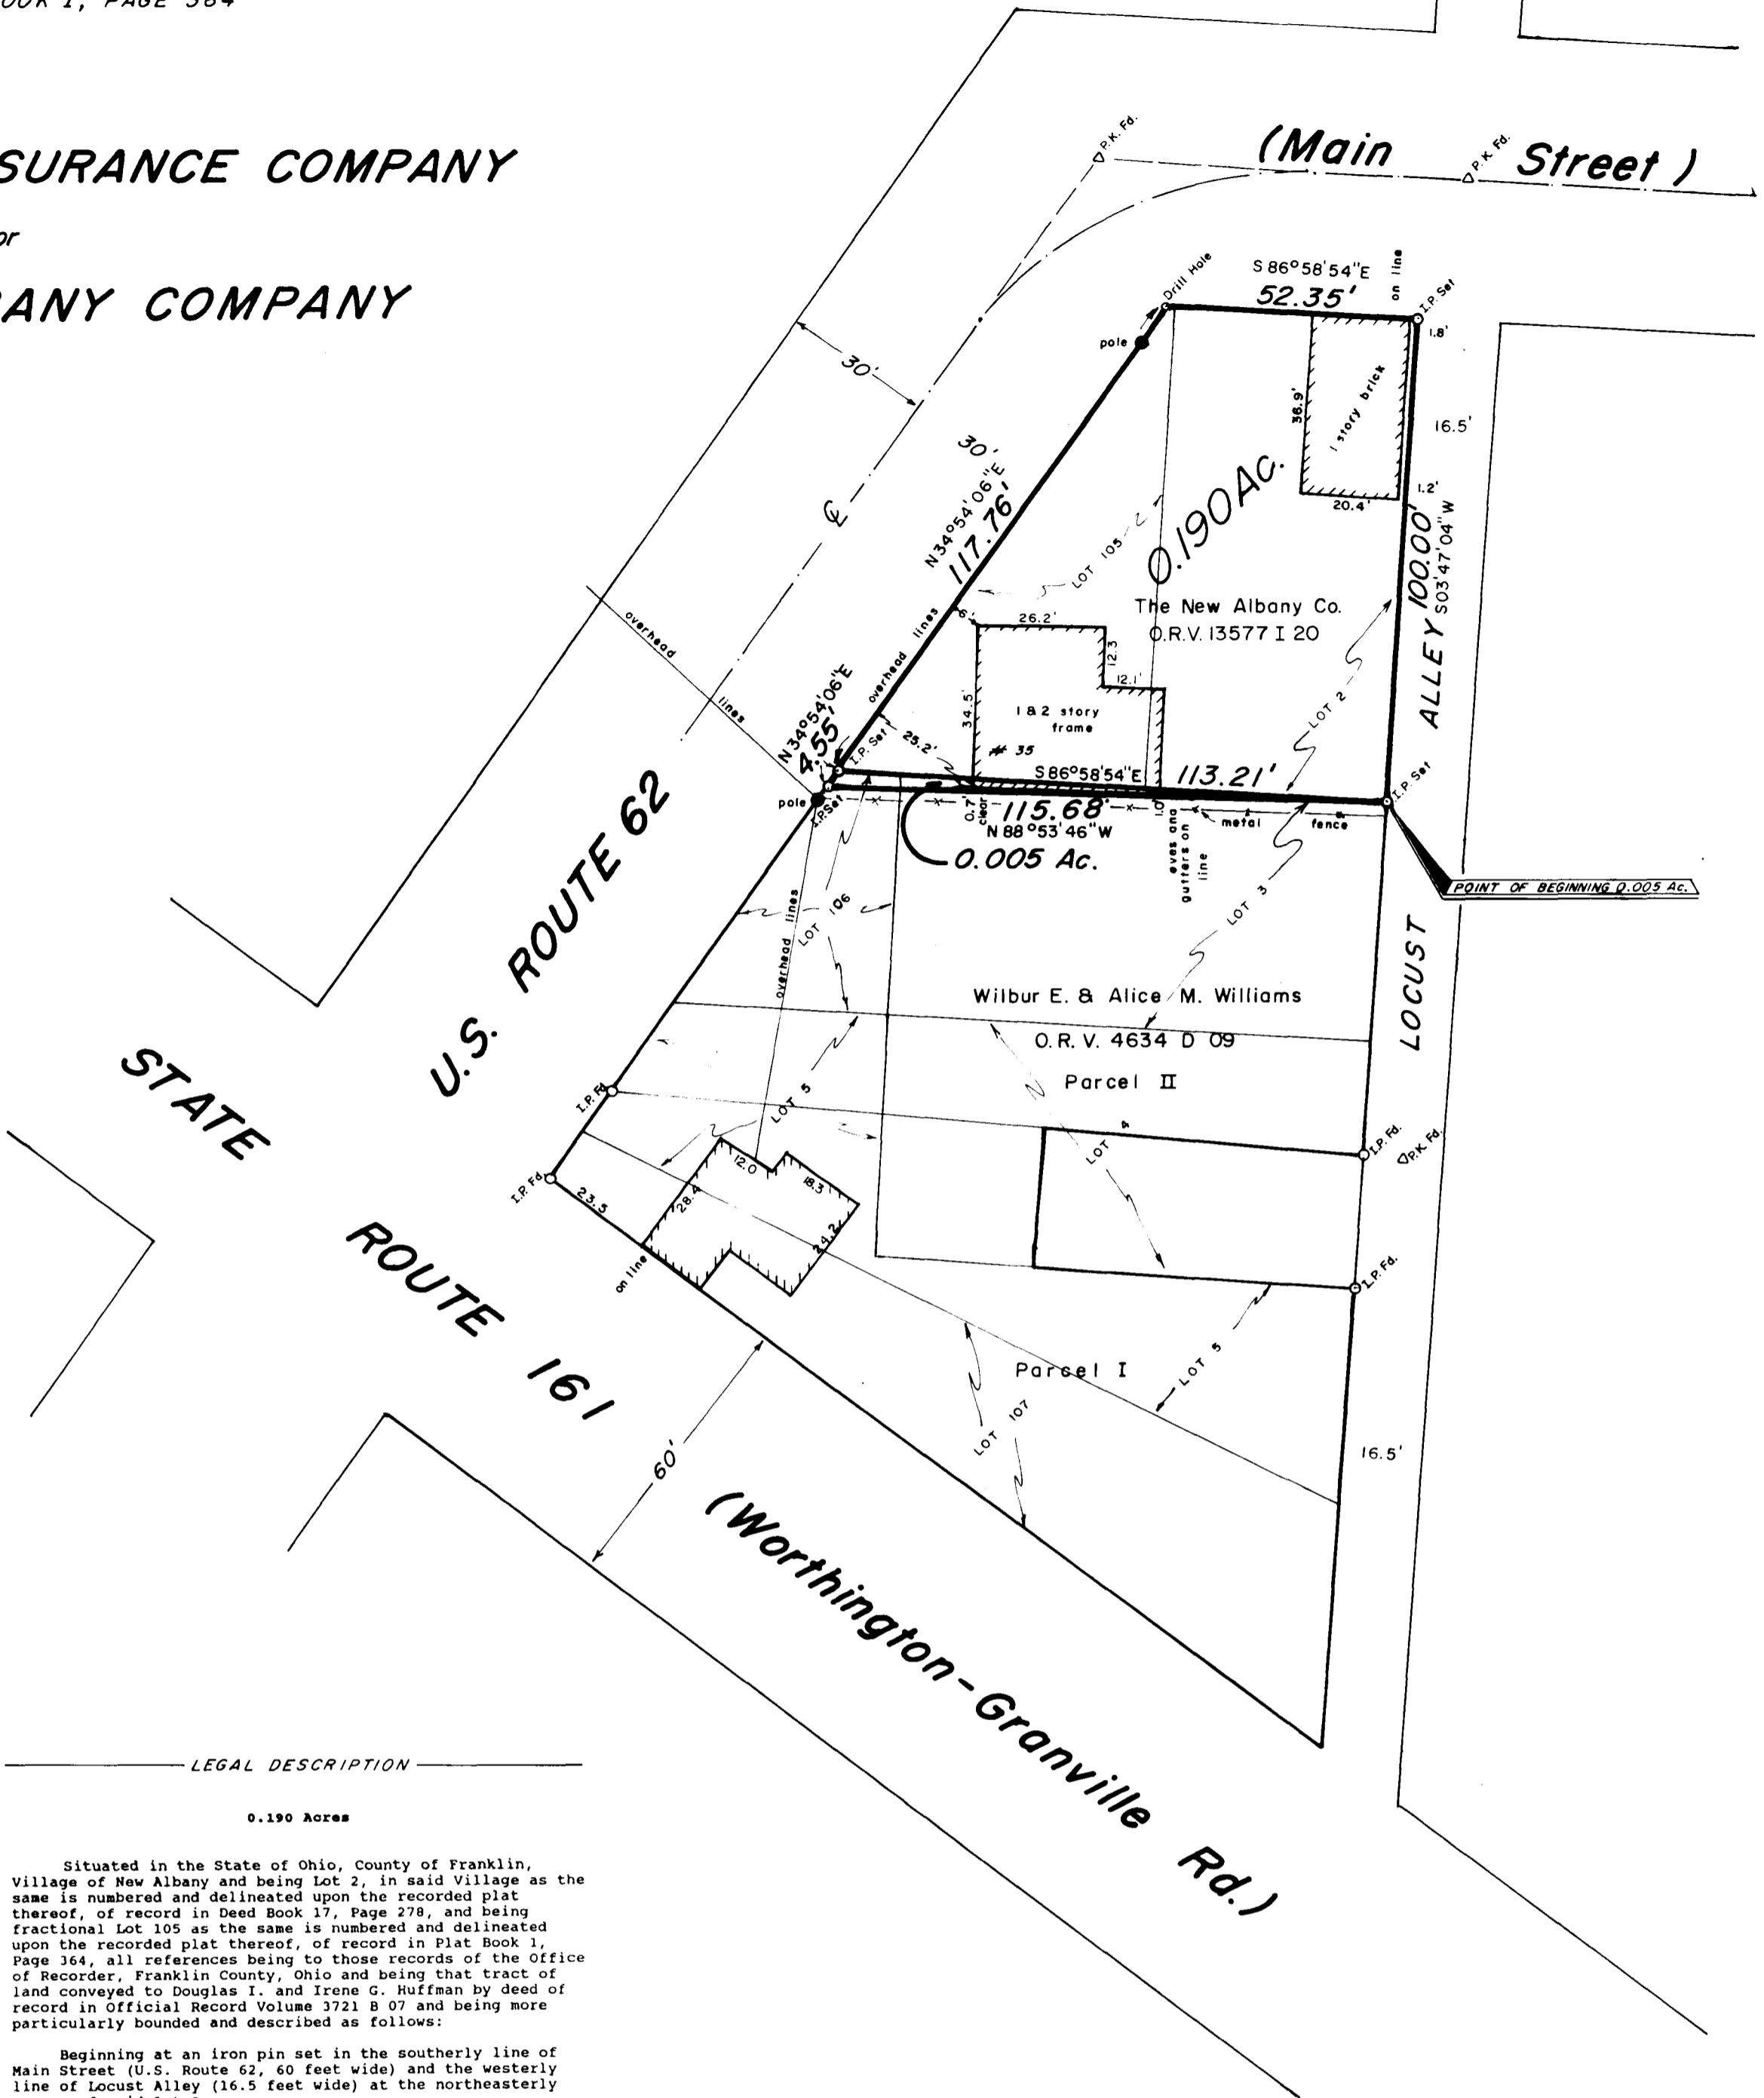 PAGE 364
SURANCE COMPANY
or
ANY COMPANY
(Main Street)
P.K. Fd.
P.K. Fd.
Drill Hole
S 86°58'54"E
52.35'
on line
I.P. Set
1.8'
pole
30'
30'
N 34°54'06"E
117.76'
36.9'
1 story brick
16.5'
1.2'
20.4'
0.190 Ac.
LOT 105
100.00'
S03°47'04"W
ALLEY
The New Albany Co.
O.R.V. 13577 I 20
overhead lines
overhead lines
6'
26.2'
12.3
12.1'
34.5'
1 & 2 story
frame
# 35
LOT 2
N 34°54'06"E
4.55'
I.P. Set
25.2'
S 86°58'54"E
113.21'
I.P. Set
pole
I.P. Set
0.7'
clear
115.68'
N 88°53'46"W
1.0'
metal fence
0.005 Ac.
eves and
gutters on
line
POINT OF BEGINNING 0.005 Ac.
U.S. ROUTE 62
overhead lines
LOT 106
LOT 3
LOCUST
Wilbur E. & Alice M. Williams
O.R.V. 4634 D 09
Parcel II
STATE
I.P. Fd
LOT 5
LOT 4
I.P. Fd.
P.K. Fd.
I.P. Fd.
23.5
12.0
18.3
28.4
24.2
on line
I.P. Fd.
ROUTE 161
Parcel I
LOT 5
LOT 107
16.5'
60'
(Worthington-Granville Rd.)
LEGAL DESCRIPTION
0.190 Acres
Situated in the State of Ohio, County of Franklin,
Village of New Albany and being Lot 2, in said Village as the
same is numbered and delineated upon the recorded plat
thereof, of record in Deed Book 17, Page 278, and being
fractional Lot 105 as the same is numbered and delineated
upon the recorded plat thereof, of record in Plat Book 1,
Page 364, all references being to those records of the Office
of Recorder, Franklin County, Ohio and being that tract of
land conveyed to Douglas I. and Irene G. Huffman by deed of
record in Official Record Volume 3721 B 07 and being more
particularly bounded and described as follows:
Beginning at an iron pin set in the southerly line of
Main Street (U.S. Route 62, 60 feet wide) and the westerly
line of Locust Alley (16.5 feet wide) at the northeasterly